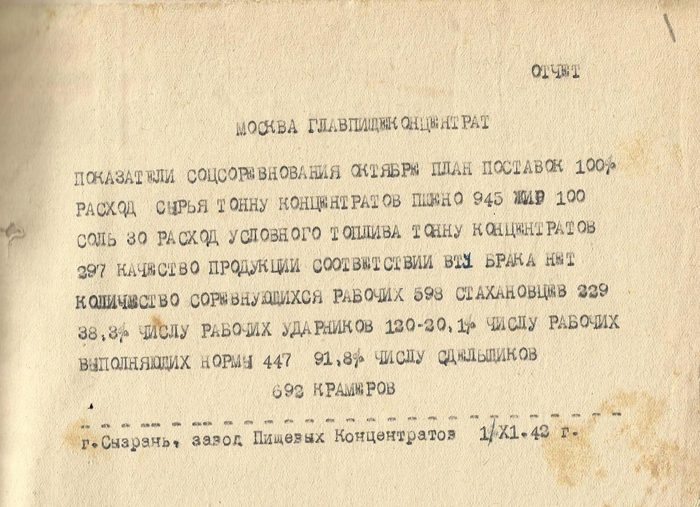 ОТЧЕТ
МОСКВА ГЛАВПИЩЕКОНЦЕНТРАТ
ПОКАЗАТЕЛИ СОЦСОРЕВНОВАНИЯ ОКТЯБРЕ ПЛАН ПОСТАВОК 100%
РАСХОД СЫРЬЯ ТОННУ КОНЦЕНТРАТОВ ПШЕНО 945 ЖИР 100
СОЛЬ 30 РАСХОД УСЛОВНОГО ТОПЛИВА ТОННУ КОНЦЕНТРАТОВ
297 КАЧЕСТВО ПРОДУКЦИИ СООТВЕТСТВИИ ВТУ БРАКА НЕТ
КОЛИЧЕСТВО СОРЕВНУЮЩИХСЯ РАБОЧИХ 598 СТАХАНОВЦЕВ 229
38,3% ЧИСЛУ РАБОЧИХ УДАРНИКОВ 120-20,1% ЧИСЛУ РАБОЧИХ
ВЫПОЛНЯЮЩИХ НОРМЫ 447 91,8% ЧИСЛУ СДЕЛЬЩИКОВ
692 КРАМЕРОВ
г.Сызрань, завод Пищевых Концентратов 1/X1.42 г.